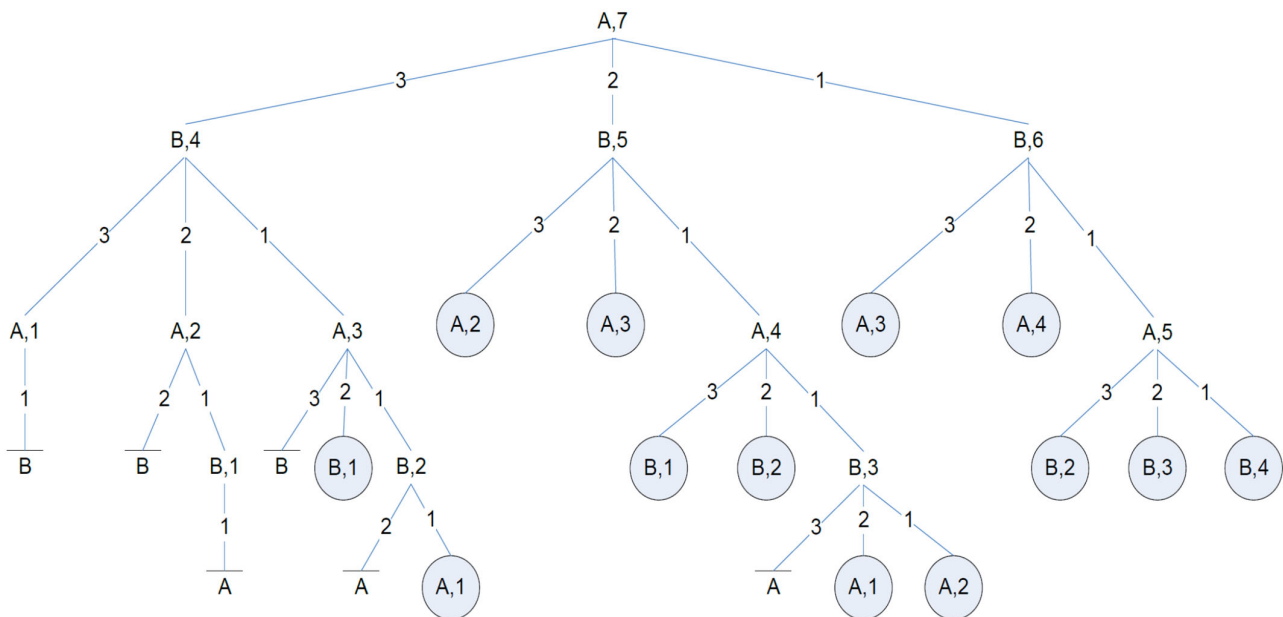 A,7
3 2 1
B,4 B,5 B,6
3 2 1 3 2 1 3 2 1
A,1 A,2 A,3 A,2 A,3 A,4 A,3 A,4 A,5
1 2 1 3 2 1 3 2 1 3 2 1
B B B,1 B B,1 B,2 B,1 B,2 B,3 B,2 B,3 B,4
1 2 1 3 2 1
A A A,1 A A,1 A,2